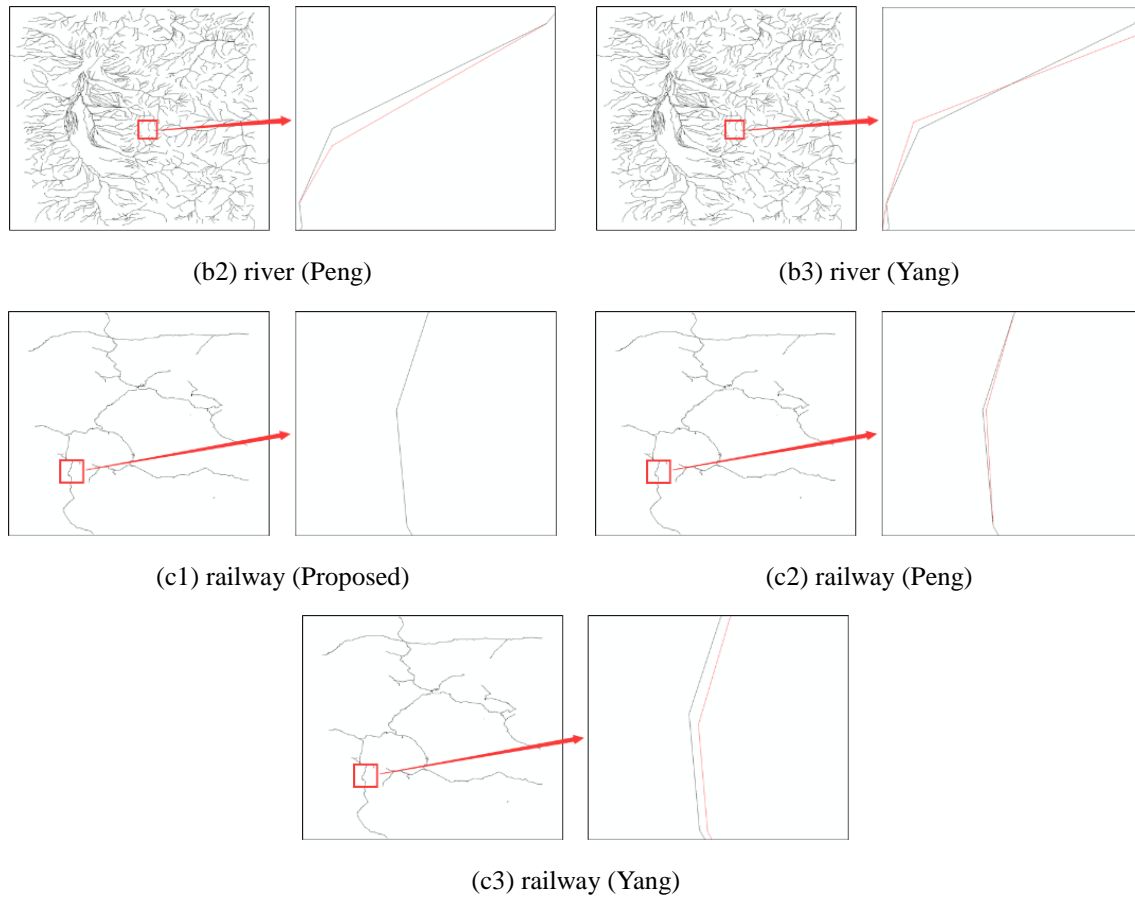 (b2) river (Peng)
(b3) river (Yang)
(c1) railway (Proposed)
(c2) railway (Peng)
(c3) railway (Yang)